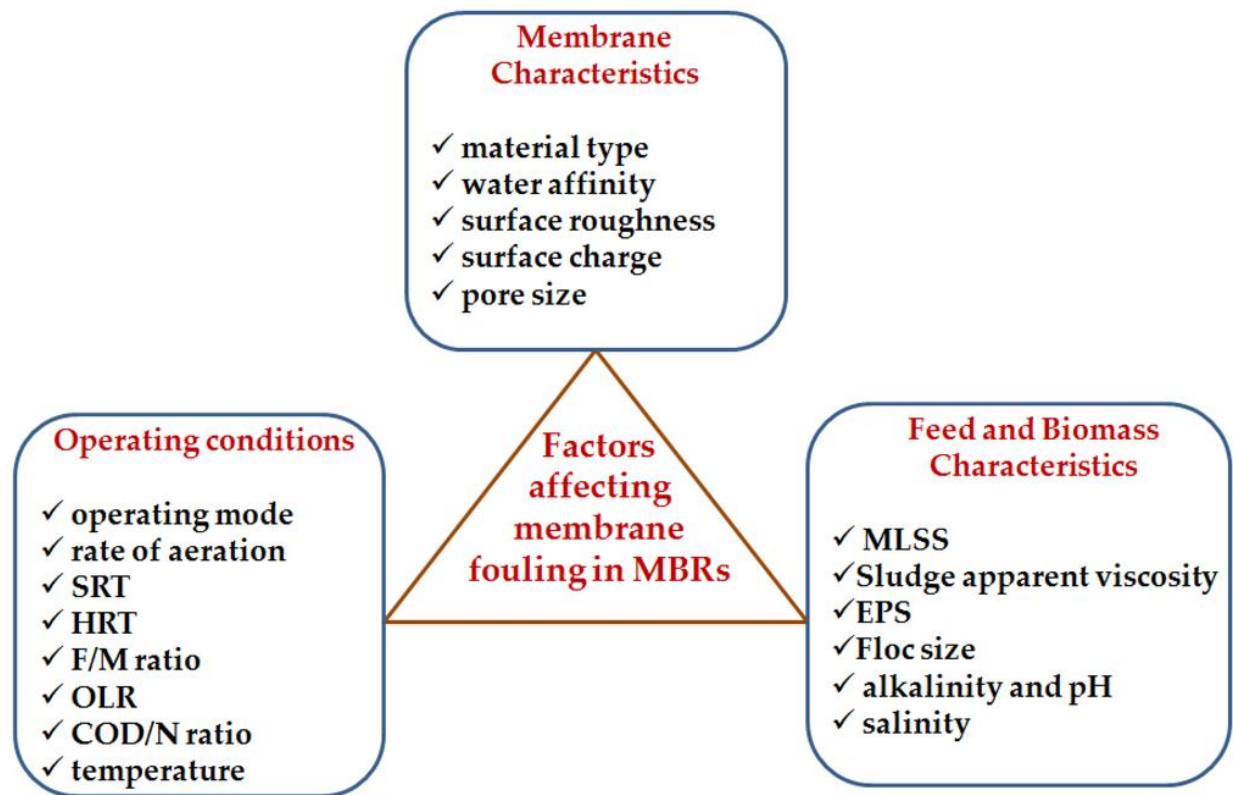 Membrane
Characteristics
✓ material type
✓ water affinity
✓ surface roughness
✓ surface charge
✓ pore size
Operating conditions
✓ operating mode
✓ rate of aeration
✓ SRT
✓ HRT
✓ F/M ratio
✓ OLR
✓ COD/N ratio
✓ temperature
Factors
affecting
membrane
fouling in MBRs
Feed and Biomass
Characteristics
✓ MLSS
✓Sludge apparent viscosity
✓EPS
✓Floc size
✓ alkalinity and pH
✓ salinity